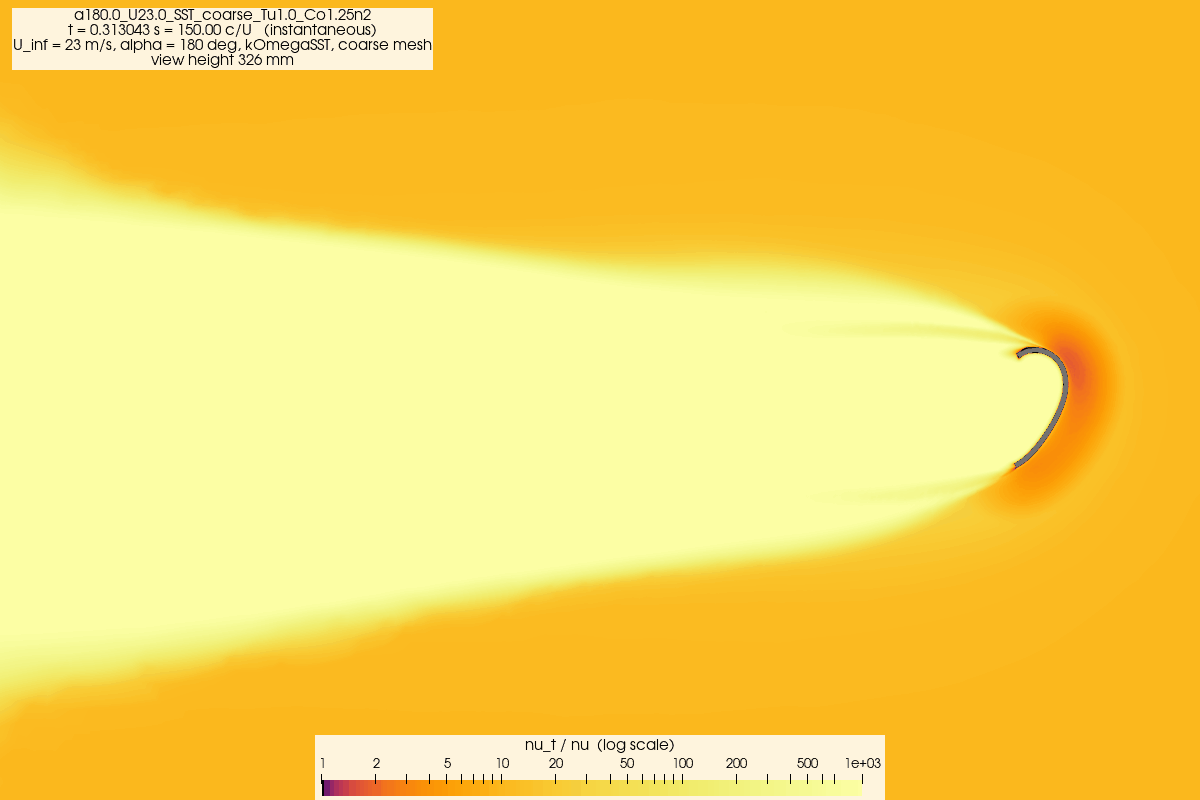 a180.0_U23.0_SST_coarse_Tu1.0_Co1.25n2
t = 0.313043 s = 150.00 c/U (instantaneous)
U_inf = 23 m/s, alpha = 180 deg, kOmegaSST, coarse mesh
view height 326 mm
nu_t / nu (log scale)
1 2 5 10 20 50 100 200 500 1e+03